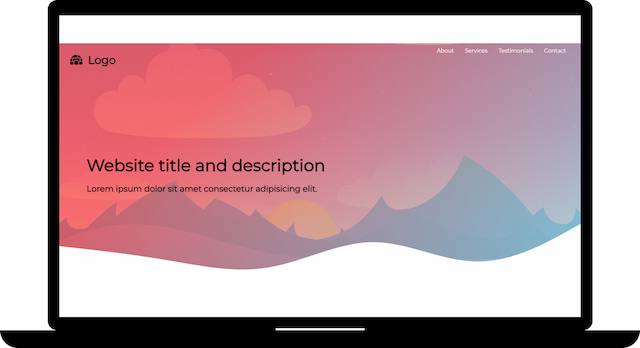 Logo
About Services Testimonials Contact
Website title and description
Lorem ipsum dolor sit amet consectetur adipisicing elit.